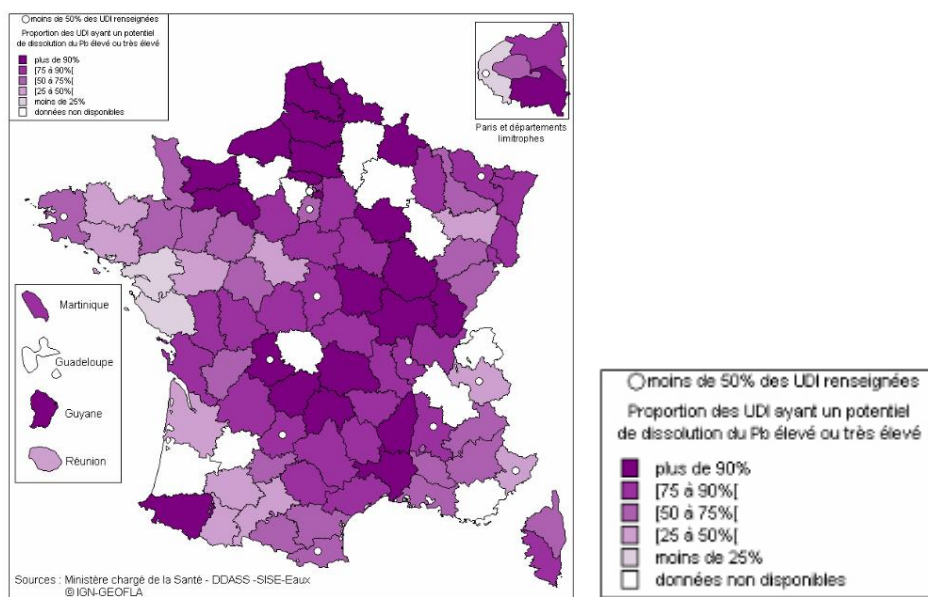 moins de 50% des UDI renseignées
Proportion des UDI ayant un potentiel
de dissolution du Pb élevé ou très élevé
plus de 90%
[75 à 90%[
[50 à 75%[
[25 à 50%[
moins de 25%
données non disponibles
Paris et départements
limitrophes
Martinique
Guadeloupe
Guyane
Réunion
Sources : Ministère chargé de la Santé - DDASS -SISE-Eaux
© IGN-GEOFLA
moins de 50% des UDI renseignées
Proportion des UDI ayant un potentiel
de dissolution du Pb élevé ou très élevé
plus de 90%
[75 à 90%[
[50 à 75%[
[25 à 50%[
moins de 25%
données non disponibles